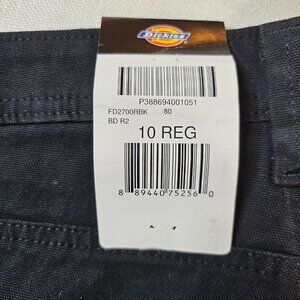 Dickies
P388694001051
FD2700RBK 80
BD R2
10 REG
8 89440 75256 0